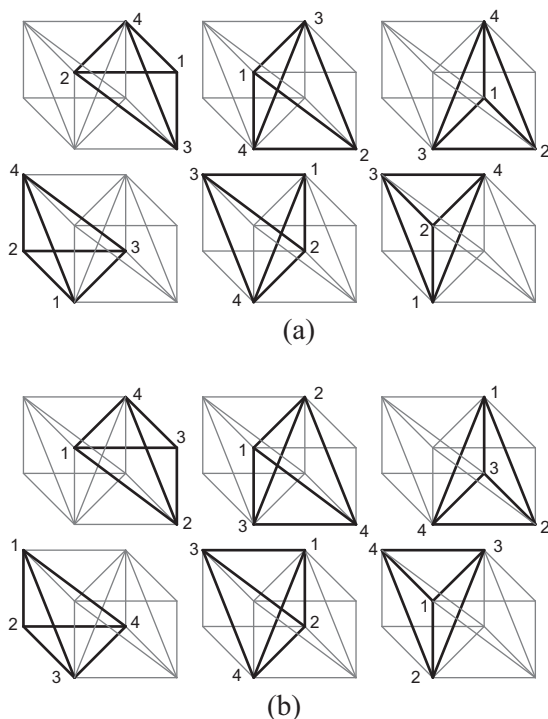 4 3 4
2 1 1 1
3 4 2 3 2
4 3 1 3 4
2 3 2 2
1 4 1
(a)
4 2 1
1 3 1 3
2 3 4 4 2
1 3 1 4 3
2 4 2 1
3 4 2
(b)